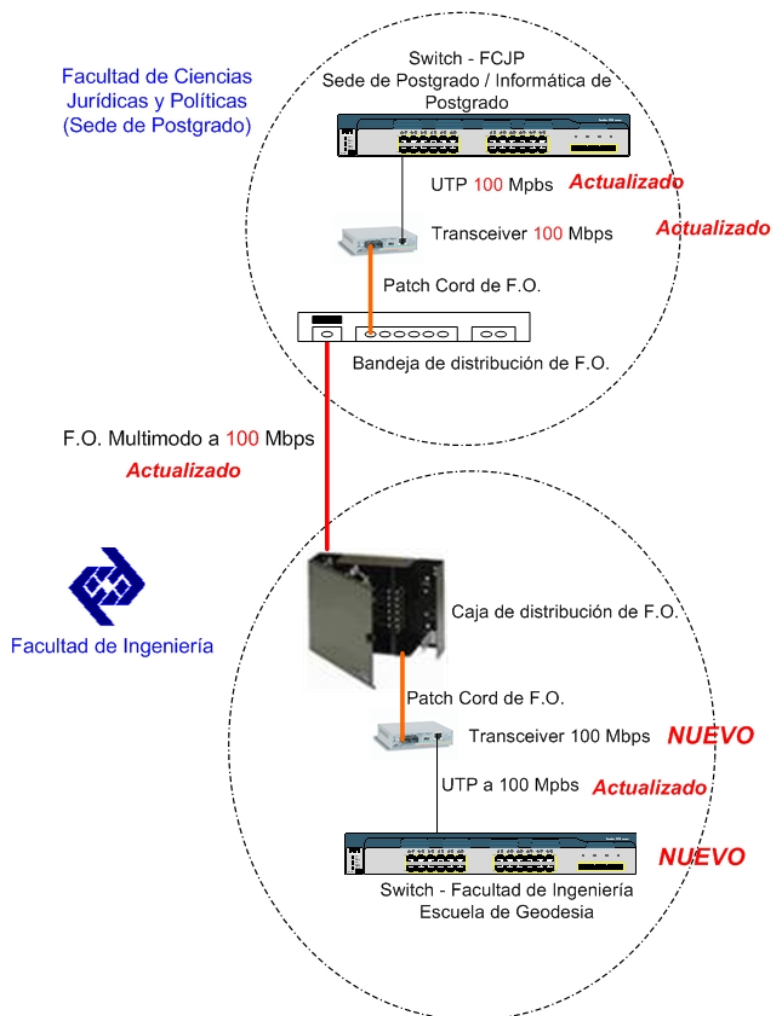 Facultad de Ciencias
Jurídicas y Políticas
(Sede de Postgrado)
Switch - FCJP
Sede de Postgrado / Informática de
Postgrado
UTP 100 Mpbs Actualizado
Transceiver 100 Mbps Actualizado
Patch Cord de F.O.
Bandeja de distribución de F.O.
F.O. Multimodo a 100 Mbps
Actualizado
Facultad de Ingeniería
Caja de distribución de F.O.
Patch Cord de F.O.
Transceiver 100 Mbps NUEVO
UTP a 100 Mpbs Actualizado
NUEVO
Switch - Facultad de Ingeniería
Escuela de Geodesia